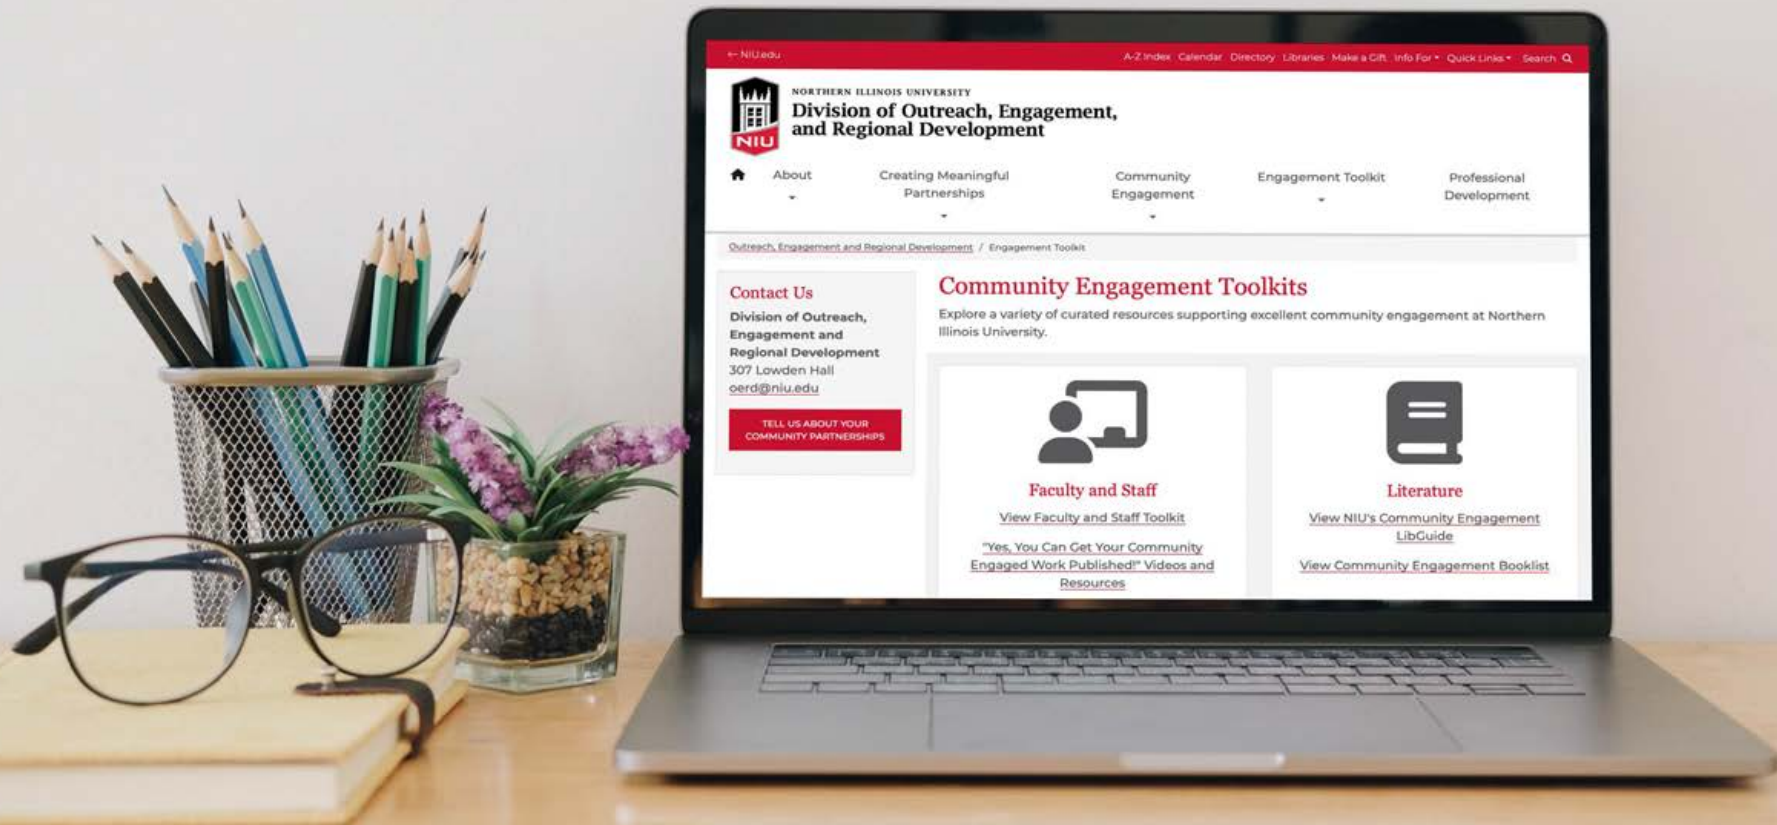 ← NIU.edu
A-Z Index Calendar Directory Libraries Make a Gift Info For Quick Links Search
NORTHERN ILLINOIS UNIVERSITY
Division of Outreach, Engagement,
and Regional Development
NIU
About
Creating Meaningful
Partnerships
Community
Engagement
Engagement Toolkit
Professional
Development
Outreach, Engagement and Regional Development / Engagement Toolkit
Contact Us
Division of Outreach,
Engagement and
Regional Development
307 Lowden Hall
oerd@niu.edu
TELL US ABOUT YOUR
COMMUNITY PARTNERSHIPS
Community Engagement Toolkits
Explore a variety of curated resources supporting excellent community engagement at Northern
Illinois University.
Faculty and Staff
View Faculty and Staff Toolkit
"Yes, You Can Get Your Community
Engaged Work Published!" Videos and
Resources
Literature
View NIU's Community Engagement
LibGuide
View Community Engagement Booklist